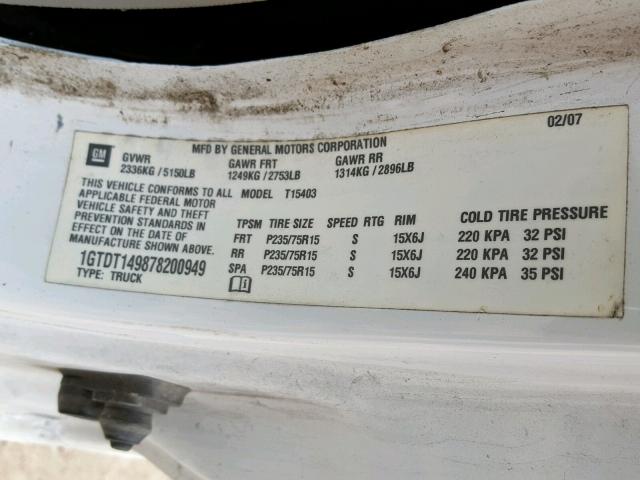 MFD BY GENERAL MOTORS CORPORATION 02/07
GM GVWR GAWR FRT GAWR RR
2336KG / 5150LB 1249KG / 2753LB 1314KG / 2896LB
THIS VEHICLE CONFORMS TO ALL MODEL T15403
APPLICABLE FEDERAL MOTOR
VEHICLE SAFETY AND THEFT
PREVENTION STANDARDS IN
EFFECT ON THE DATE OF
MANUFACTURE SHOWN ABOVE.
1GTDT149878200949
TYPE: TRUCK
TPSM TIRE SIZE SPEED RTG RIM COLD TIRE PRESSURE
FRT P235/75R15 S 15X6J 220 KPA 32 PSI
RR P235/75R15 S 15X6J 220 KPA 32 PSI
SPA P235/75R15 S 15X6J 240 KPA 35 PSI